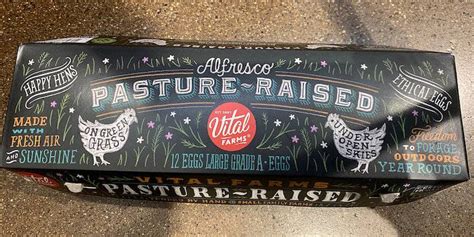 Alfresco
PASTURE-RAISED
HAPPY HENS
ETHICAL EGGS
MADE
WITH
FRESH AIR
AND SUNSHINE
ON GREEN
GRASS
Vital
FARMS
UNDER
OPEN
SKIES
Freedom
TO FORAGE
OUTDOORS
YEAR ROUND
12 EGGS LARGE GRADE A • EGGS
VITAL FARMS
PASTURE-RAISED
BY HAND ON SMALL FAMILY FARMS